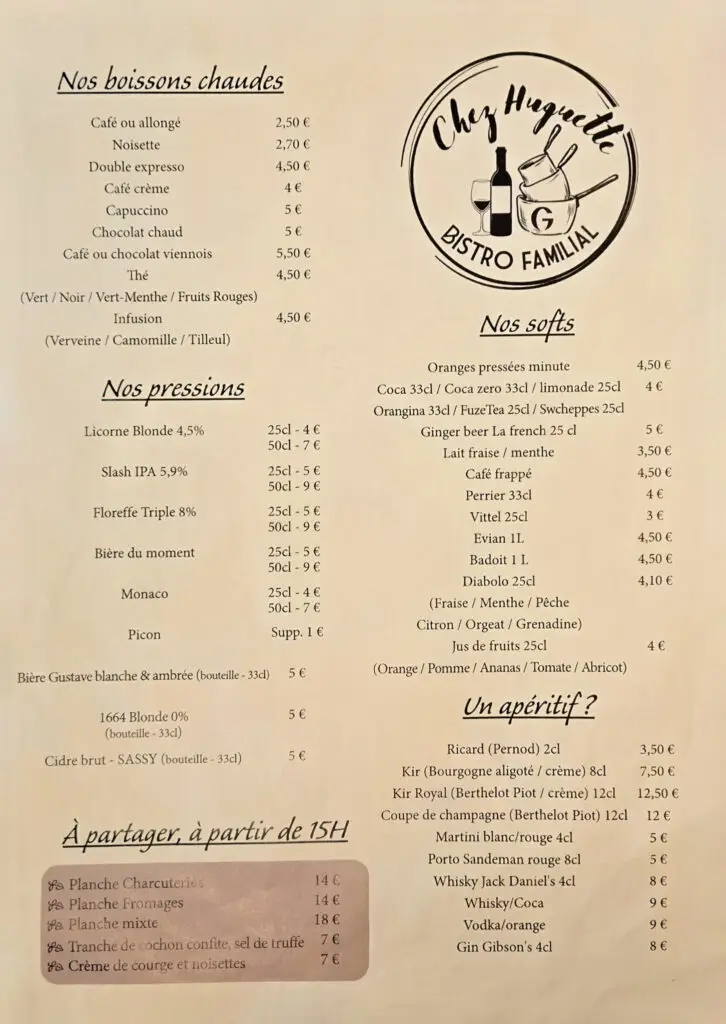 Nos boissons chaudes
Café ou allongé 2,50 €
Noisette 2,70 €
Double expresso 4,50 €
Café crème 4 €
Capuccino 5 €
Chocolat chaud 5 €
Café ou chocolat viennois 5,50 €
Thé 4,50 €
(Vert / Noir / Vert-Menthe / Fruits Rouges)
Infusion 4,50 €
(Verveine / Camomille / Tilleul)
Nos pressions
Licorne Blonde 4,5% 25cl - 4 €
50cl - 7 €
Slash IPA 5,9% 25cl - 5 €
50cl - 9 €
Floreffe Triple 8% 25cl - 5 €
50cl - 9 €
Bière du moment 25cl - 5 €
50cl - 9 €
Monaco 25cl - 4 €
50cl - 7 €
Picon Supp. 1 €
Bière Gustave blanche & ambrée (bouteille - 33cl) 5 €
1664 Blonde 0% 5 €
(bouteille - 33cl)
Cidre brut - SASSY (bouteille - 33cl) 5 €
À partager, à partir de 15H
Planche Charcuteries 14 €
Planche Fromages 14 €
Planche mixte 18 €
Tranche de cochon confite, sel de truffe 7 €
Crème de courge et noisettes 7 €
Chez Huguette
G
BISTRO FAMILIAL
Nos softs
Oranges pressées minute 4,50 €
Coca 33cl / Coca zero 33cl / limonade 25cl 4 €
Orangina 33cl / FuzeTea 25cl / Swcheppes 25cl
Ginger beer La french 25 cl 5 €
Lait fraise / menthe 3,50 €
Café frappé 4,50 €
Perrier 33cl 4 €
Vittel 25cl 3 €
Evian 1L 4,50 €
Badoit 1 L 4,50 €
Diabolo 25cl 4,10 €
(Fraise / Menthe / Pêche
Citron / Orgeat / Grenadine)
Jus de fruits 25cl 4 €
(Orange / Pomme / Ananas / Tomate / Abricot)
Un apéritif ?
Ricard (Pernod) 2cl 3,50 €
Kir (Bourgogne aligoté / crème) 8cl 7,50 €
Kir Royal (Berthelot Piot / crème) 12cl 12,50 €
Coupe de champagne (Berthelot Piot) 12cl 12 €
Martini blanc/rouge 4cl 5 €
Porto Sandeman rouge 8cl 5 €
Whisky Jack Daniel's 4cl 8 €
Whisky/Coca 9 €
Vodka/orange 9 €
Gin Gibson's 4cl 8 €